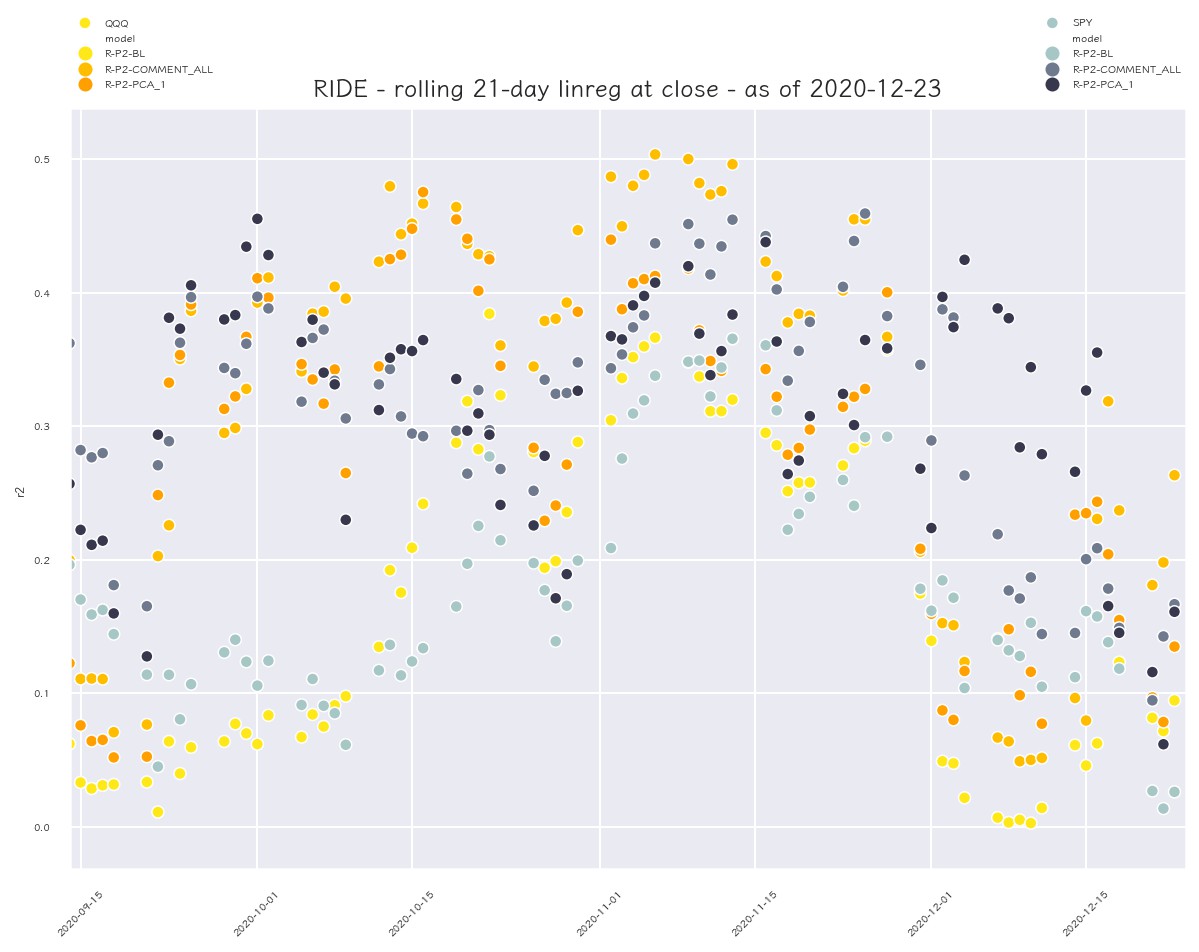 QQQ
model
R-P2-BL
R-P2-COMMENT_ALL
R-P2-PCA_1
SPY
model
R-P2-BL
R-P2-COMMENT_ALL
R-P2-PCA_1
RIDE - rolling 21-day linreg at close - as of 2020-12-23
0.5
0.4
0.3
r2
0.2
0.1
0.0
2020-09-15
2020-10-01
2020-10-15
2020-11-01
2020-11-15
2020-12-01
2020-12-15